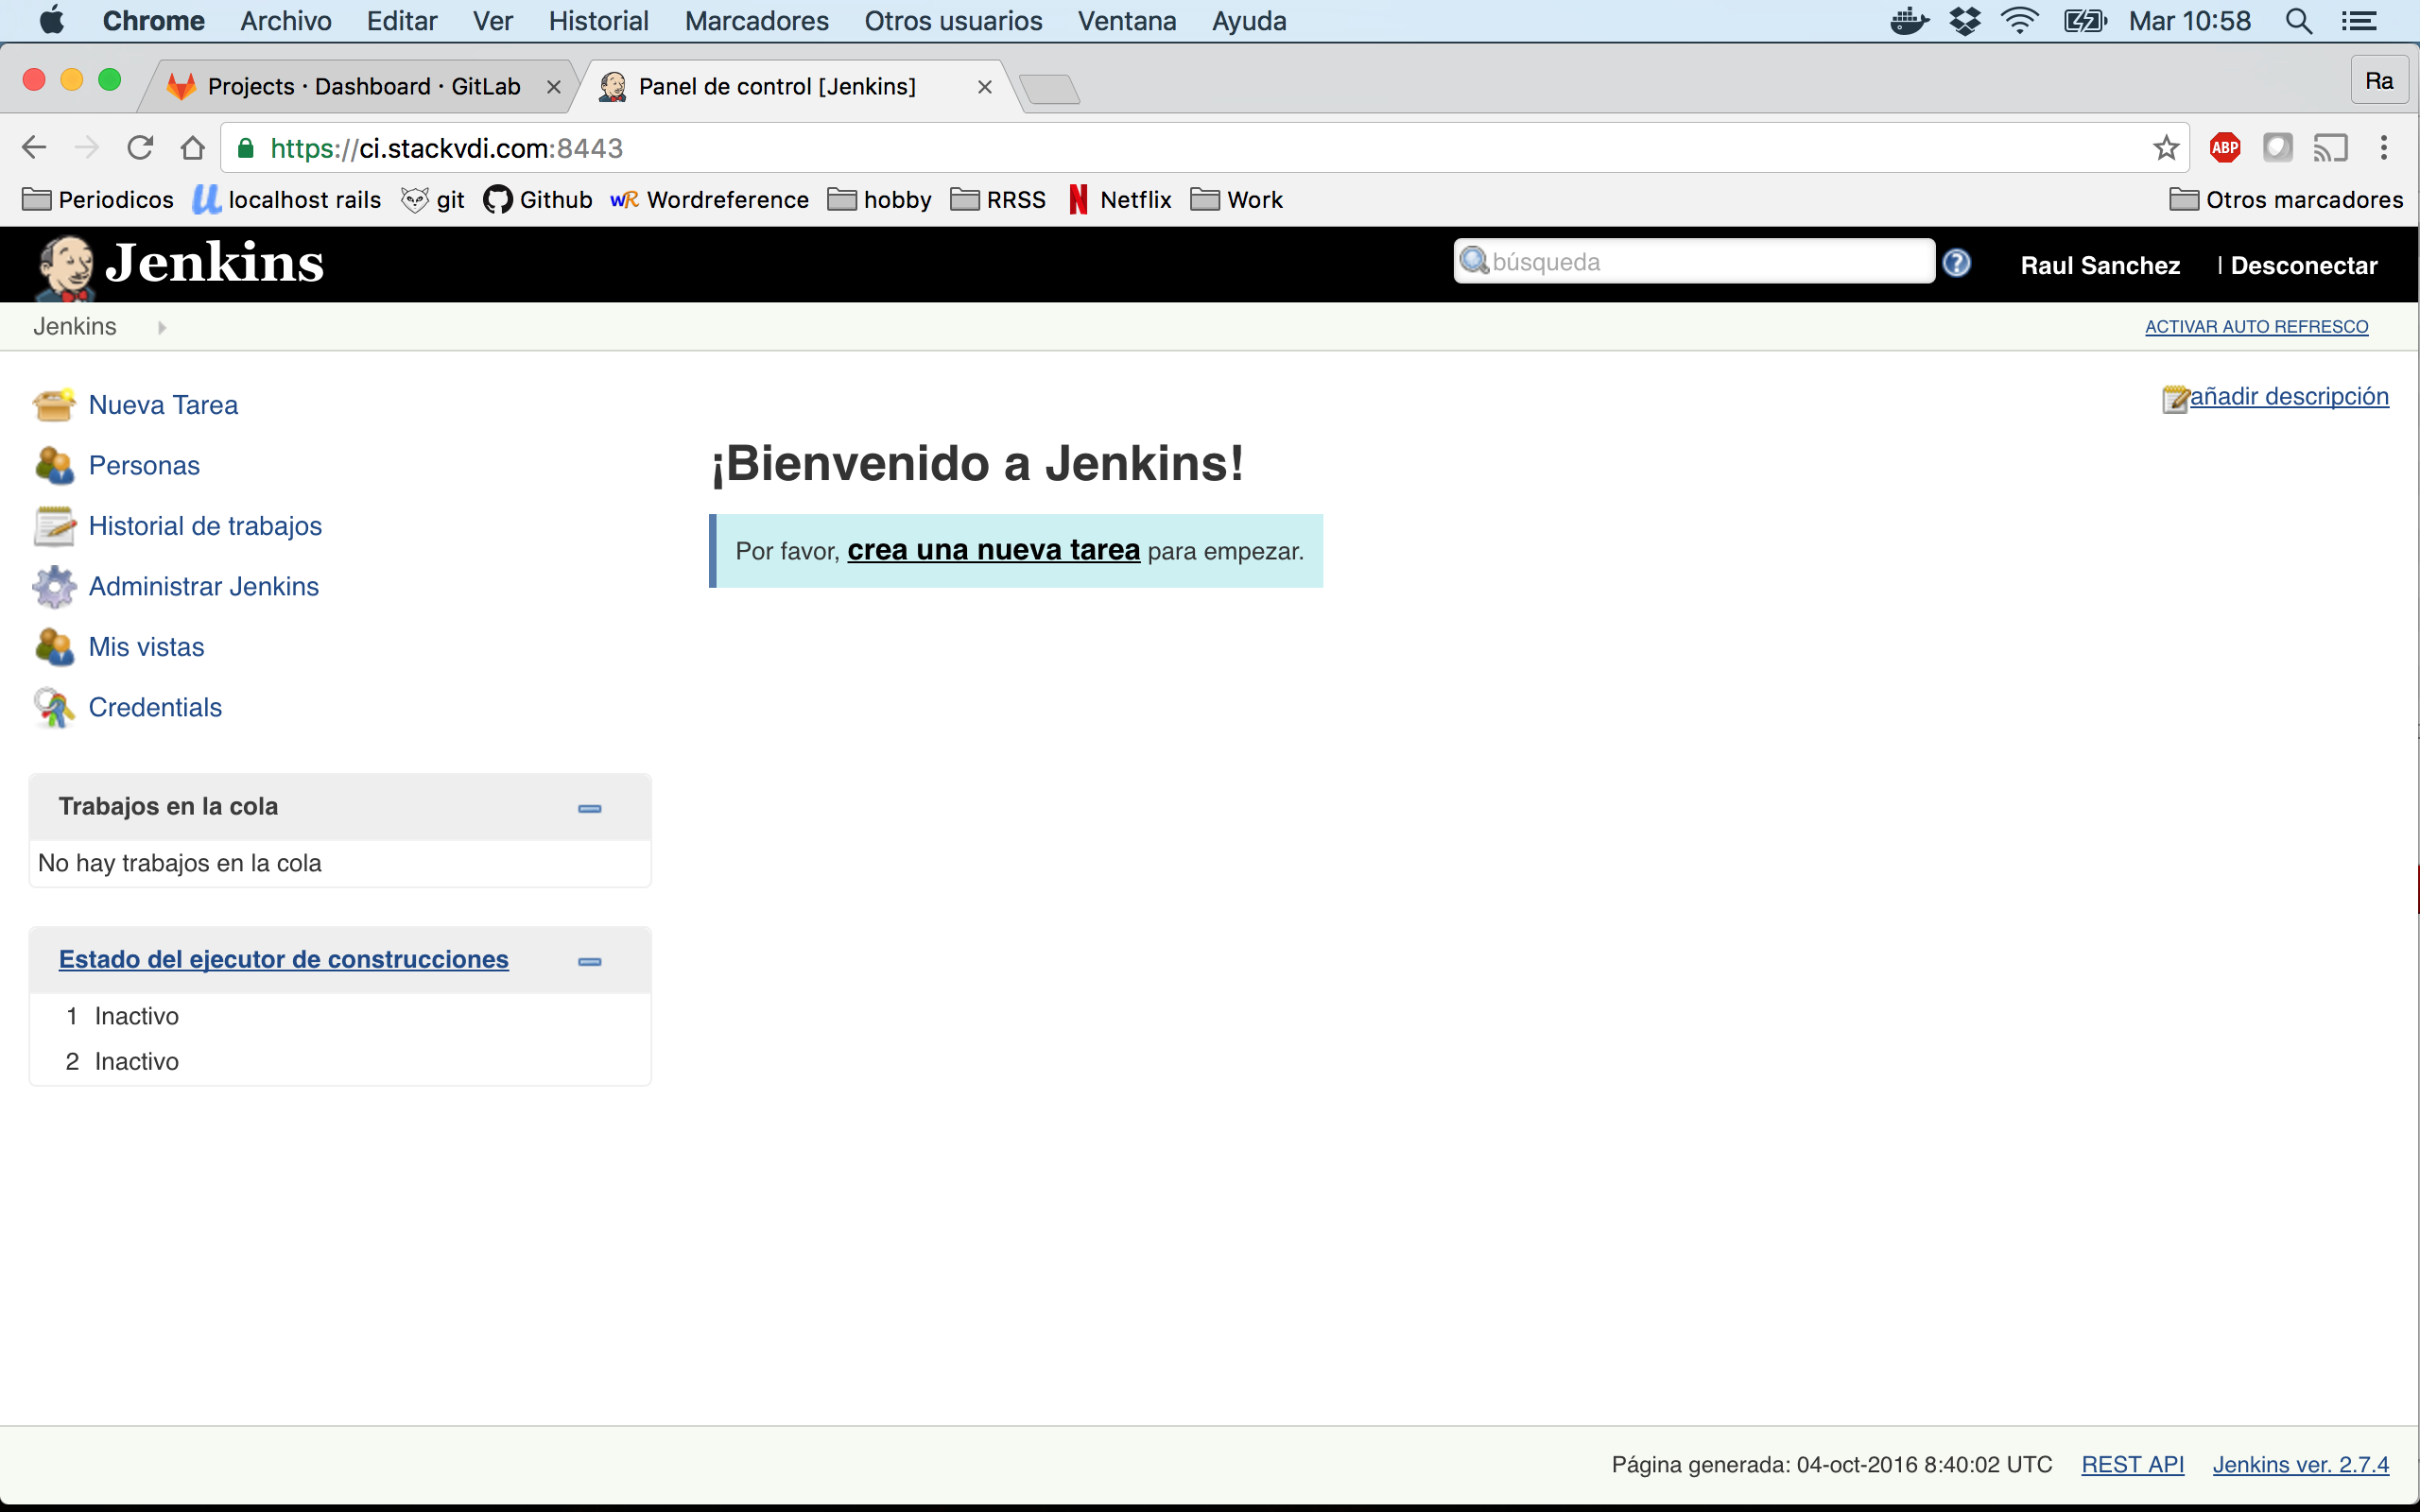 Chrome Archivo Editar Ver Historial Marcadores Otros usuarios Ventana Ayuda Mar 10:58
Projects · Dashboard · GitLab Panel de control [Jenkins] Ra
https://ci.stackvdi.com:8443 ABP
Periodicos localhost rails git Github WR Wordreference hobby RRSS N Netflix Work Otros marcadores
Jenkins búsqueda ? Raul Sanchez | Desconectar
Jenkins ACTIVAR AUTO REFRESCO
añadir descripción
Nueva Tarea
Personas
Historial de trabajos
Administrar Jenkins
Mis vistas
Credentials
Trabajos en la cola
No hay trabajos en la cola
Estado del ejecutor de construcciones
1 Inactivo
2 Inactivo
¡Bienvenido a Jenkins!
Por favor, crea una nueva tarea para empezar.
Página generada: 04-oct-2016 8:40:02 UTC REST API Jenkins ver. 2.7.4